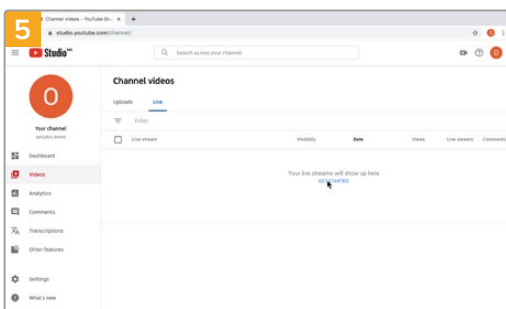 5
Channel videos - YouTube Stu
studio.youtube.com/channel/
Studio
Search across your channel
O
O
Channel videos
Uploads Live
Filter
Live stream Visibility Date Views Live viewers Comments
Your live streams will show up here
GET STARTED
O
Your channel
Dashboard
Videos
Analytics
Comments
Transcriptions
Other features
Settings
What's new